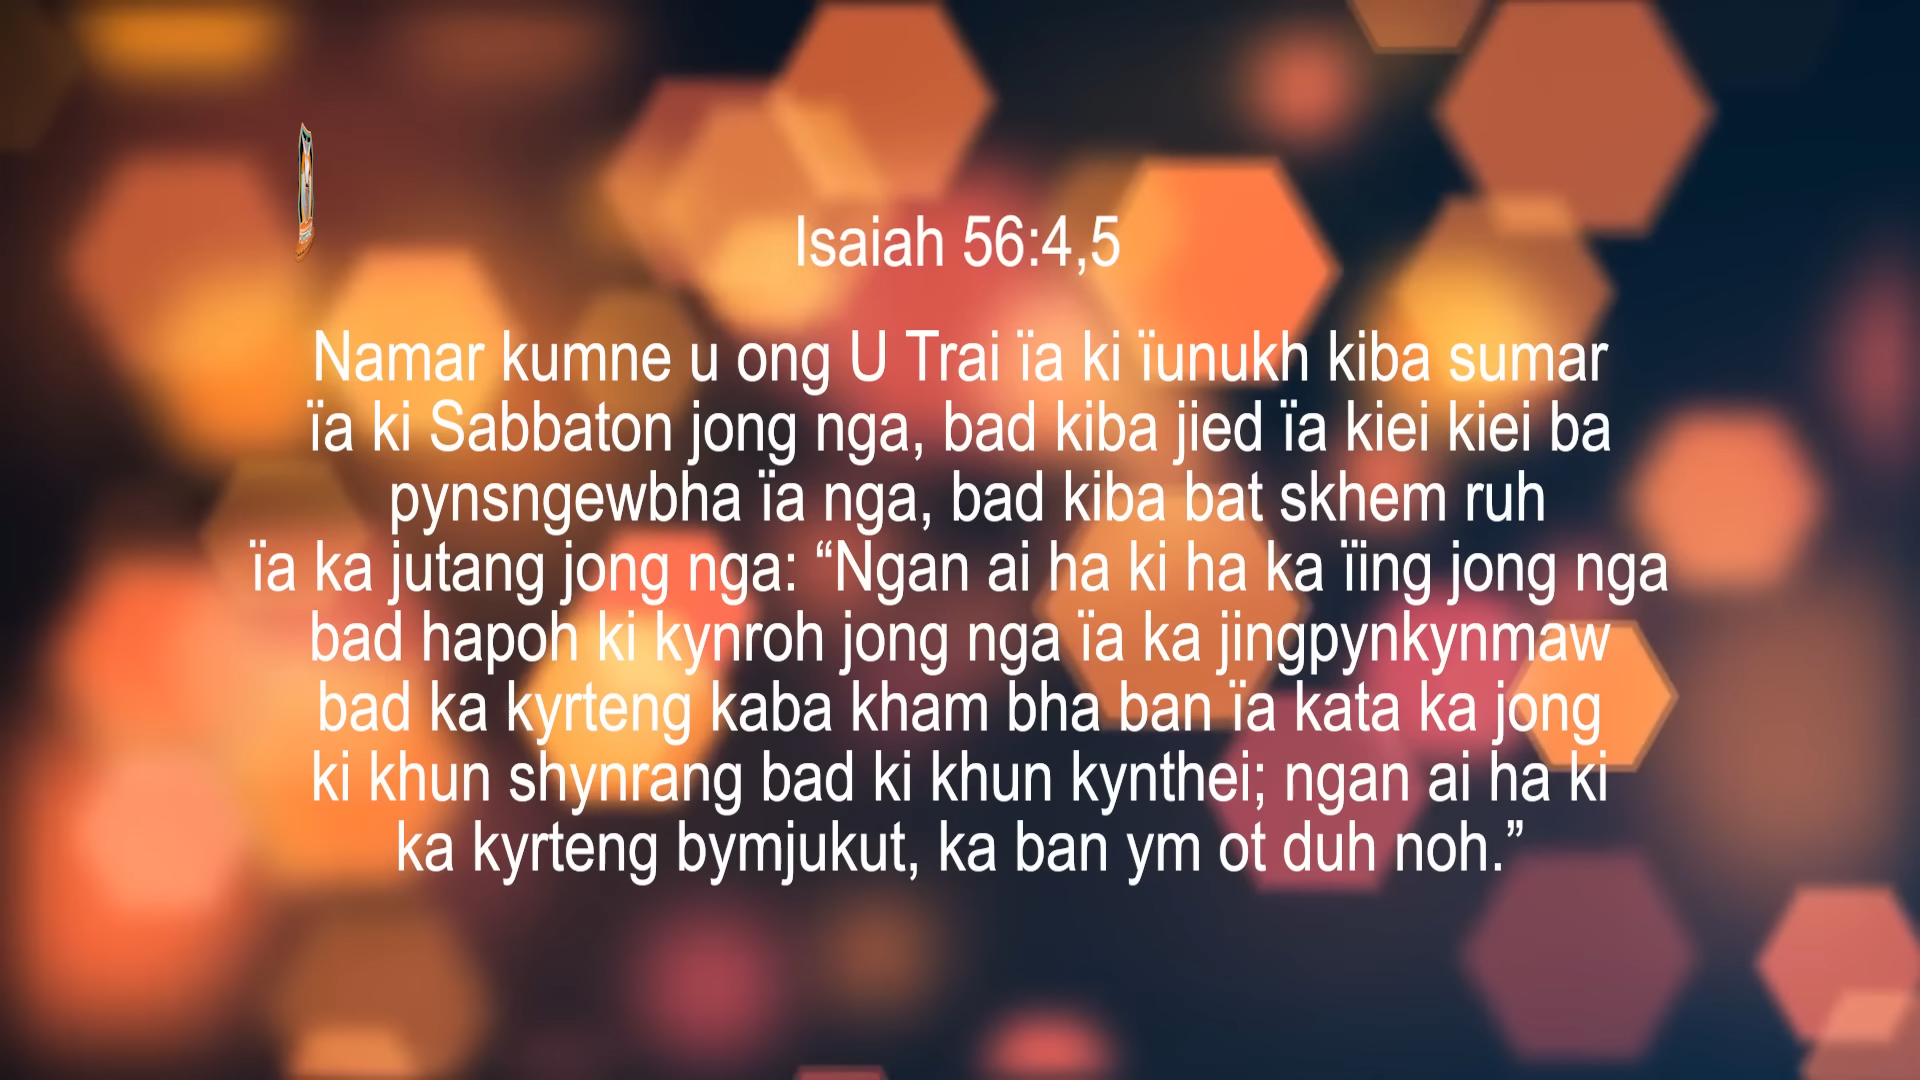 Isaiah 56:4,5
Namar kumne u ong U Trai ïa ki ïunukh kiba sumar
ïa ki Sabbaton jong nga, bad kiba jied ïa kiei kiei ba
pynsngewbha ïa nga, bad kiba bat skhem ruh
ïa ka jutang jong nga: “Ngan ai ha ki ha ka ïing jong nga
bad hapoh ki kynroh jong nga ïa ka jingpynkynmaw
bad ka kyrteng kaba kham bha ban ïa kata ka jong
ki khun shynrang bad ki khun kynthei; ngan ai ha ki
ka kyrteng bymjukut, ka ban ym ot duh noh.”